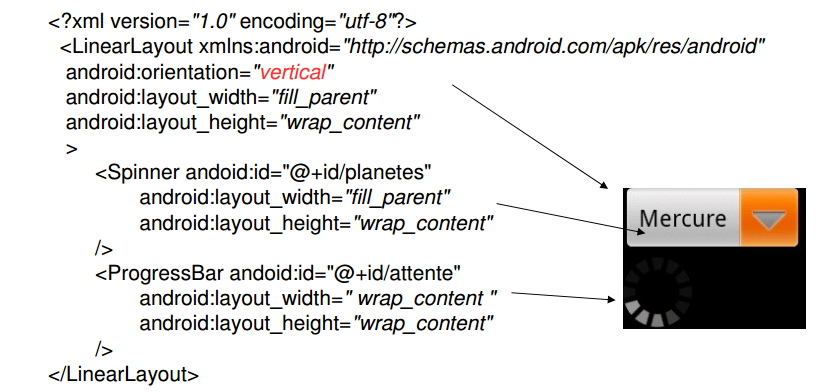 <?xml version="1.0" encoding="utf-8"?>
<LinearLayout xmlns:android="http://schemas.android.com/apk/res/android"
android:orientation="vertical"
android:layout_width="fill_parent"
android:layout_height="wrap_content"
>
<Spinner andoid:id="@+id/planetes"
android:layout_width="fill_parent"
android:layout_height="wrap_content"
/>
<ProgressBar andoid:id="@+id/attente"
android:layout_width=" wrap_content "
android:layout_height="wrap_content"
/>
</LinearLayout>
Mercure